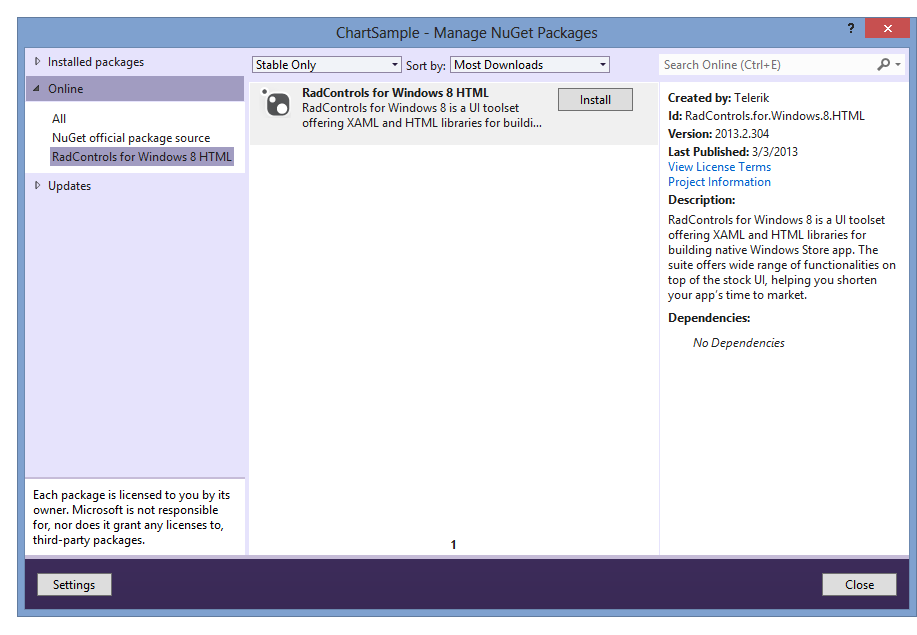 ChartSample - Manage NuGet Packages
?
Installed packages
Online
All
NuGet official package source
RadControls for Windows 8 HTML
Updates
Each package is licensed to you by its
owner. Microsoft is not responsible
for, nor does it grant any licenses to,
third-party packages.
Stable Only
Sort by: Most Downloads
RadControls for Windows 8 HTML
RadControls for Windows 8 is a UI toolset
offering XAML and HTML libraries for buildi...
Install
1
Search Online (Ctrl+E)
Created by: Telerik
Id: RadControls.for.Windows.8.HTML
Version: 2013.2.304
Last Published: 3/3/2013
View License Terms
Project Information
Description:
RadControls for Windows 8 is a UI toolset
offering XAML and HTML libraries for
building native Windows Store app. The
suite offers wide range of functionalities on
top of the stock UI, helping you shorten
your app's time to market.
Dependencies:
No Dependencies
Settings
Close